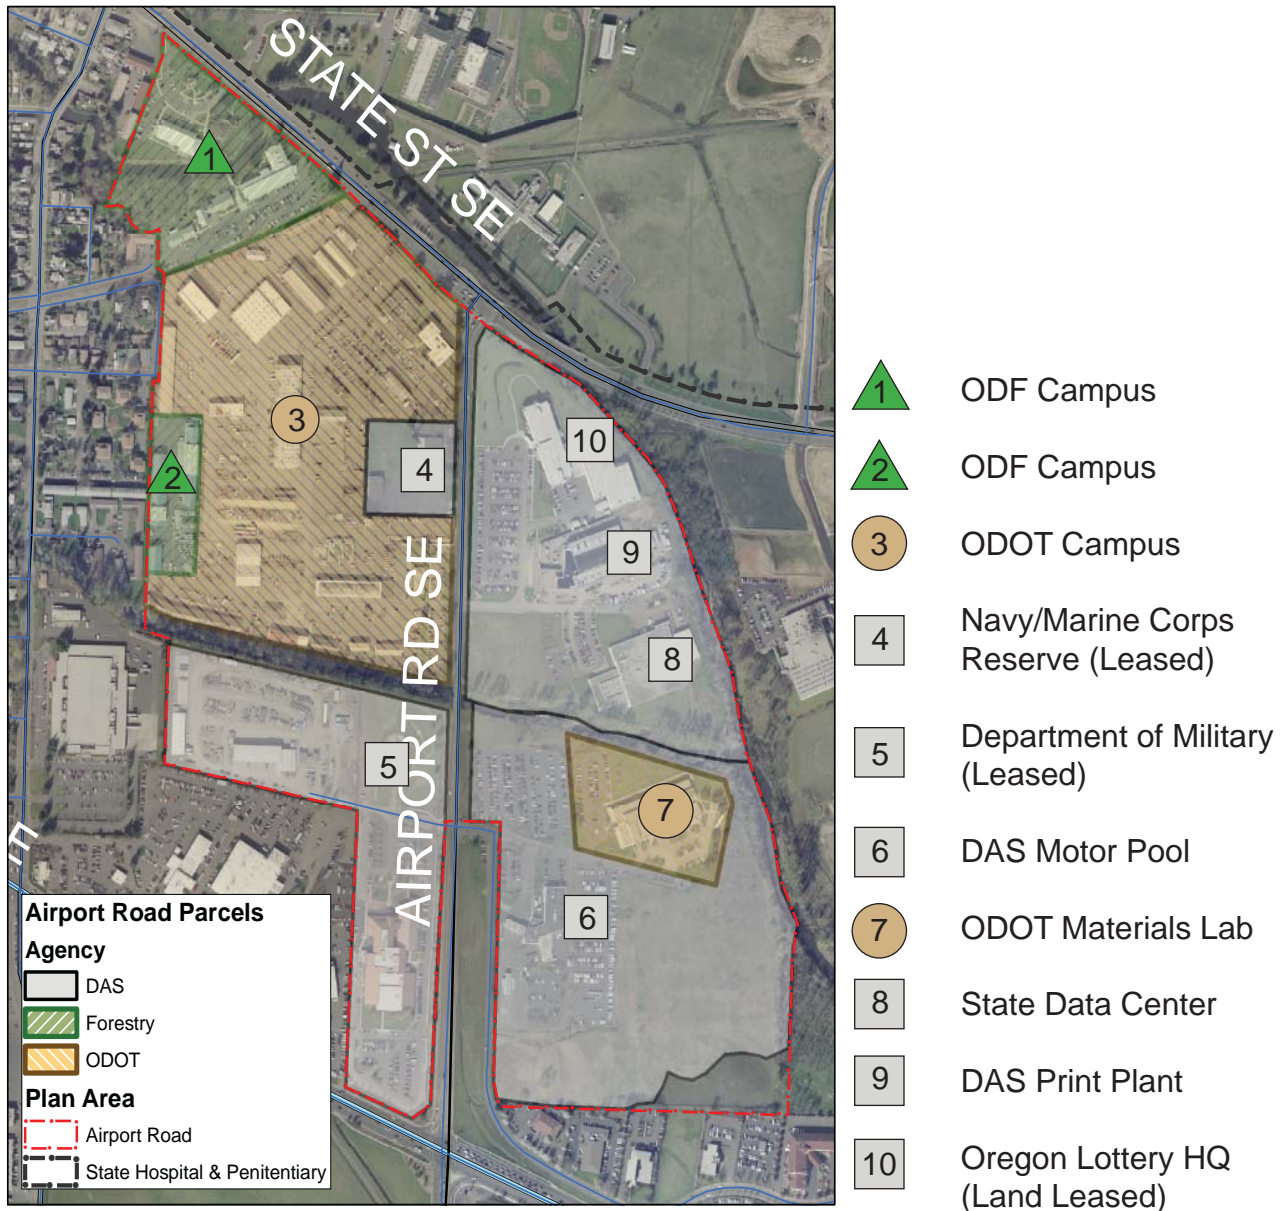 STATE ST SE
AIRPORT RD SE
1
2
3
4
5
6
7
8
9
10
Airport Road Parcels
Agency
DAS
Forestry
ODOT
Plan Area
Airport Road
State Hospital & Penitentiary
1 ODF Campus
2 ODF Campus
3 ODOT Campus
4 Navy/Marine Corps
Reserve (Leased)
5 Department of Military
(Leased)
6 DAS Motor Pool
7 ODOT Materials Lab
8 State Data Center
9 DAS Print Plant
10 Oregon Lottery HQ
(Land Leased)